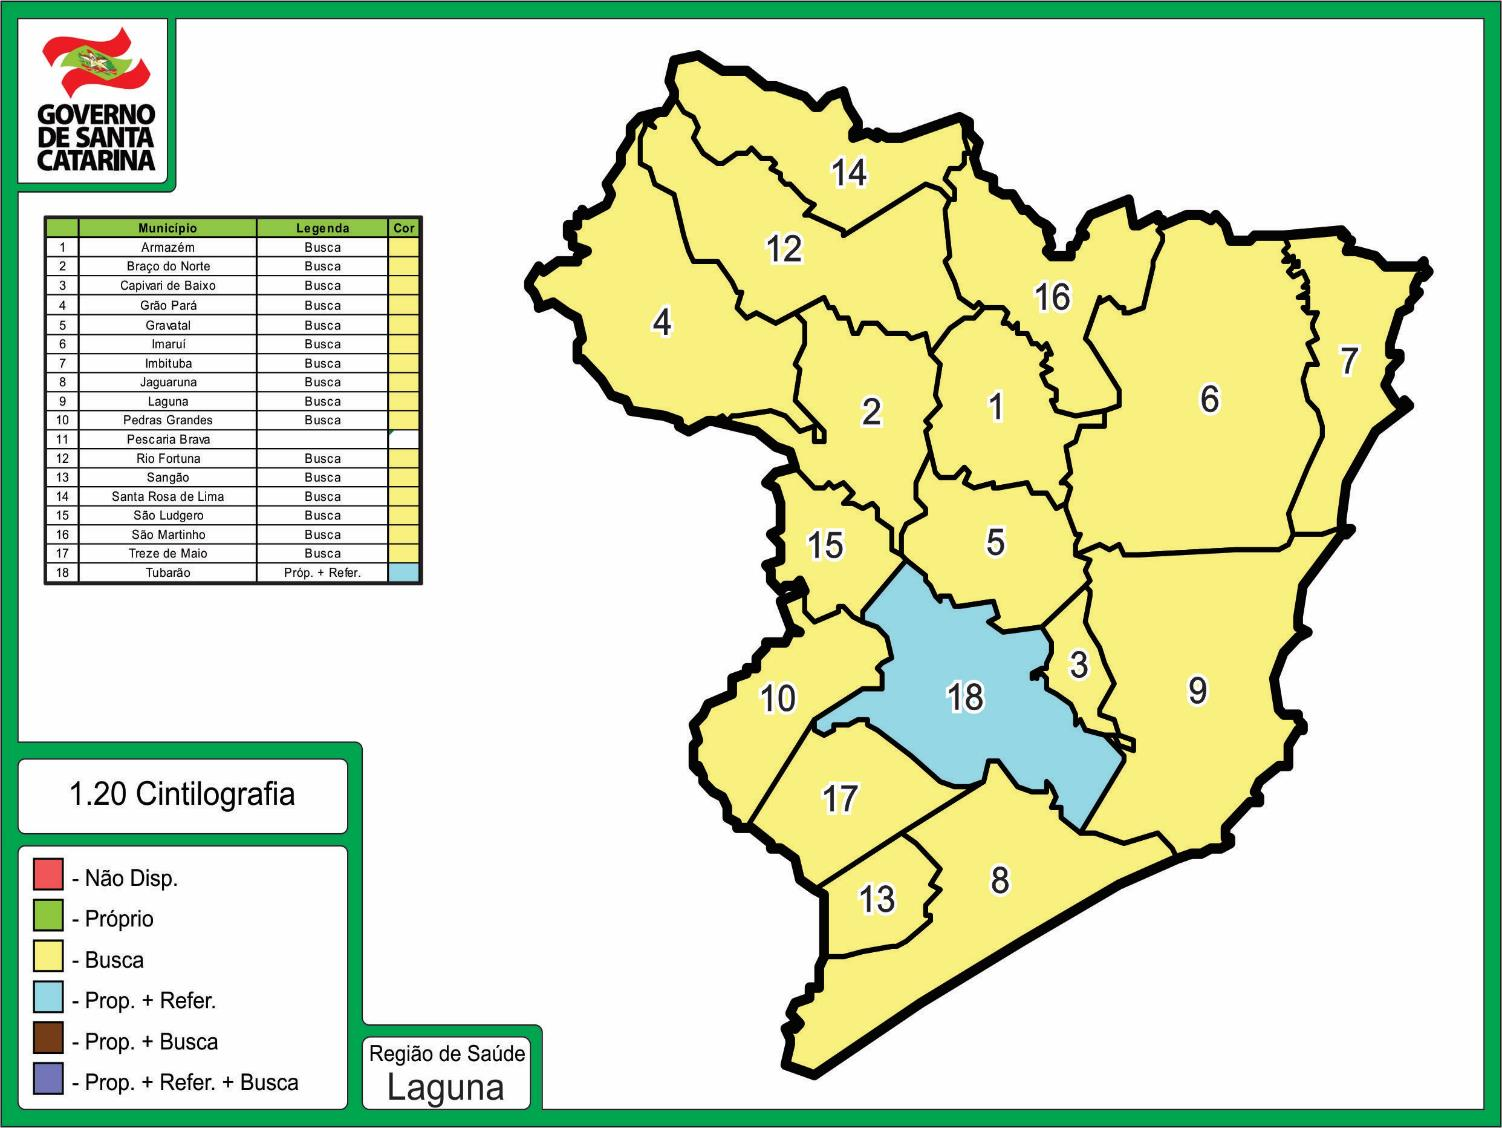 GOVERNO
DE SANTA
CATARINA
Município Legenda Cor
1 Armazém Busca
2 Braço do Norte Busca
3 Capivari de Baixo Busca
4 Grão Pará Busca
5 Gravatal Busca
6 Imaruí Busca
7 Imbituba Busca
8 Jaguaruna Busca
9 Laguna Busca
10 Pedras Grandes Busca
11 Pescaria Brava
12 Rio Fortuna Busca
13 Sangão Busca
14 Santa Rosa de Lima Busca
15 São Ludgero Busca
16 São Martinho Busca
17 Treze de Maio Busca
18 Tubarão Próp. + Refer.
14
12
16
4
7
6
2
1
5
15
3
9
10
18
17
8
13
1.20 Cintilografia
- Não Disp.
- Próprio
- Busca
- Prop. + Refer.
- Prop. + Busca
- Prop. + Refer. + Busca
Região de Saúde
Laguna